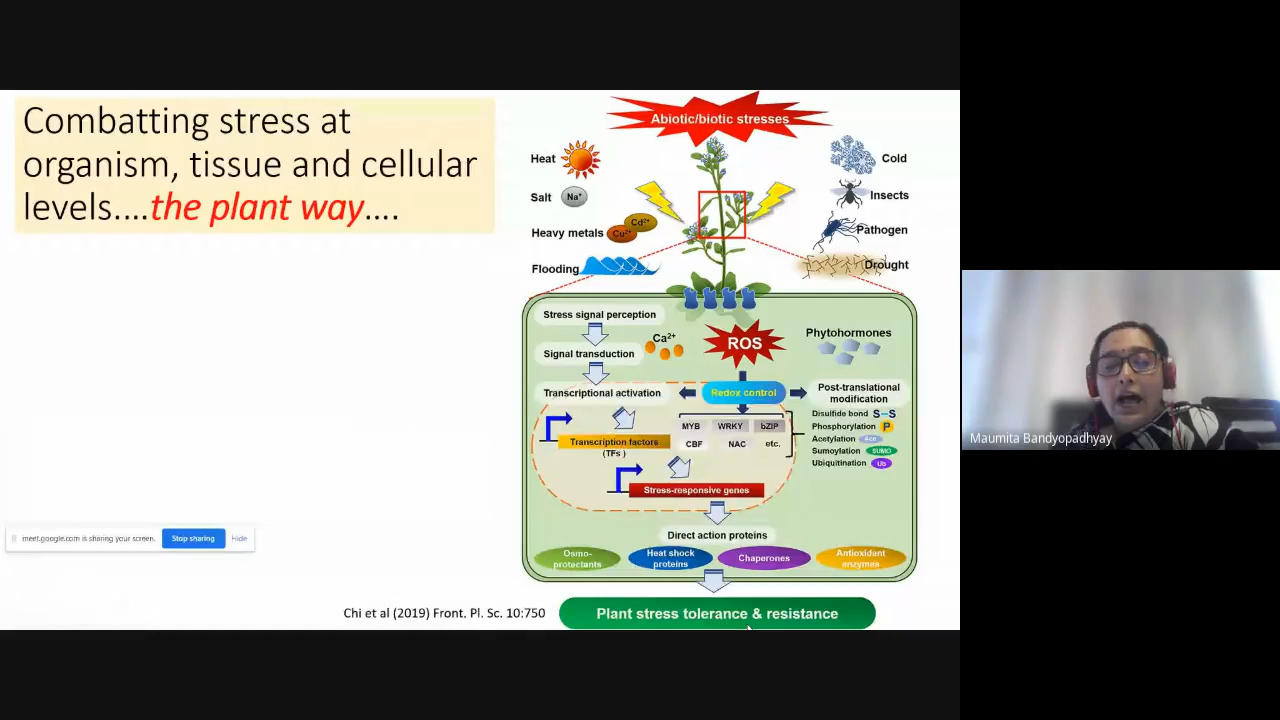 Combatting stress at
organism, tissue and cellular
levels....the plant way....
Abiotic/biotic stresses
Heat
Cold
Salt
Na⁺
Insects
Heavy metals
Cu²⁺
Cd²⁺
Pathogen
Flooding
Drought
Stress signal perception
Ca²⁺
ROS
Phytohormones
Signal transduction
Transcriptional activation
Redox control
Post-translational
modification
Disulfide bond S–S
Phosphorylation P
Acetylation Ace
Sumoylation SUMO
Ubiquitination Ub
MYB WRKY bZIP
CBF NAC etc.
Transcription factors
(TFs )
Stress-responsive genes
Direct action proteins
Osmo-
protectants
Heat shock
proteins
Chaperones
Antioxidant
enzymes
Plant stress tolerance & resistance
Chi et al (2019) Front. Pl. Sc. 10:750
meet.google.com is sharing your screen.
Stop sharing
Hide
Maumita Bandyopadhyay